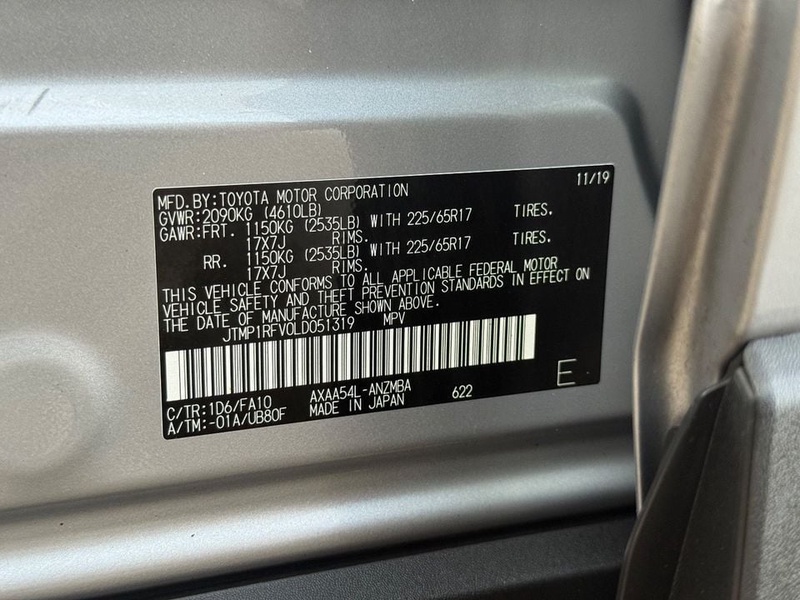 MFD.BY:TOYOTA MOTOR CORPORATION 11/19
GVWR:2090KG (4610LB)
GAWR:FRT. 1150KG (2535LB) WITH 225/65R17 TIRES.
17X7J RIMS.
RR. 1150KG (2535LB) WITH 225/65R17 TIRES.
17X7J RIMS.
THIS VEHICLE CONFORMS TO ALL APPLICABLE FEDERAL MOTOR
VEHICLE SAFETY AND THEFT PREVENTION STANDARDS IN EFFECT ON
THE DATE OF MANUFACTURE SHOWN ABOVE.
JTMP1RFV0LD051319 MPV
C/TR:1D6/FA10 AXAA54L-ANZMBA 622 E
A/TM:-01A/UB80F MADE IN JAPAN